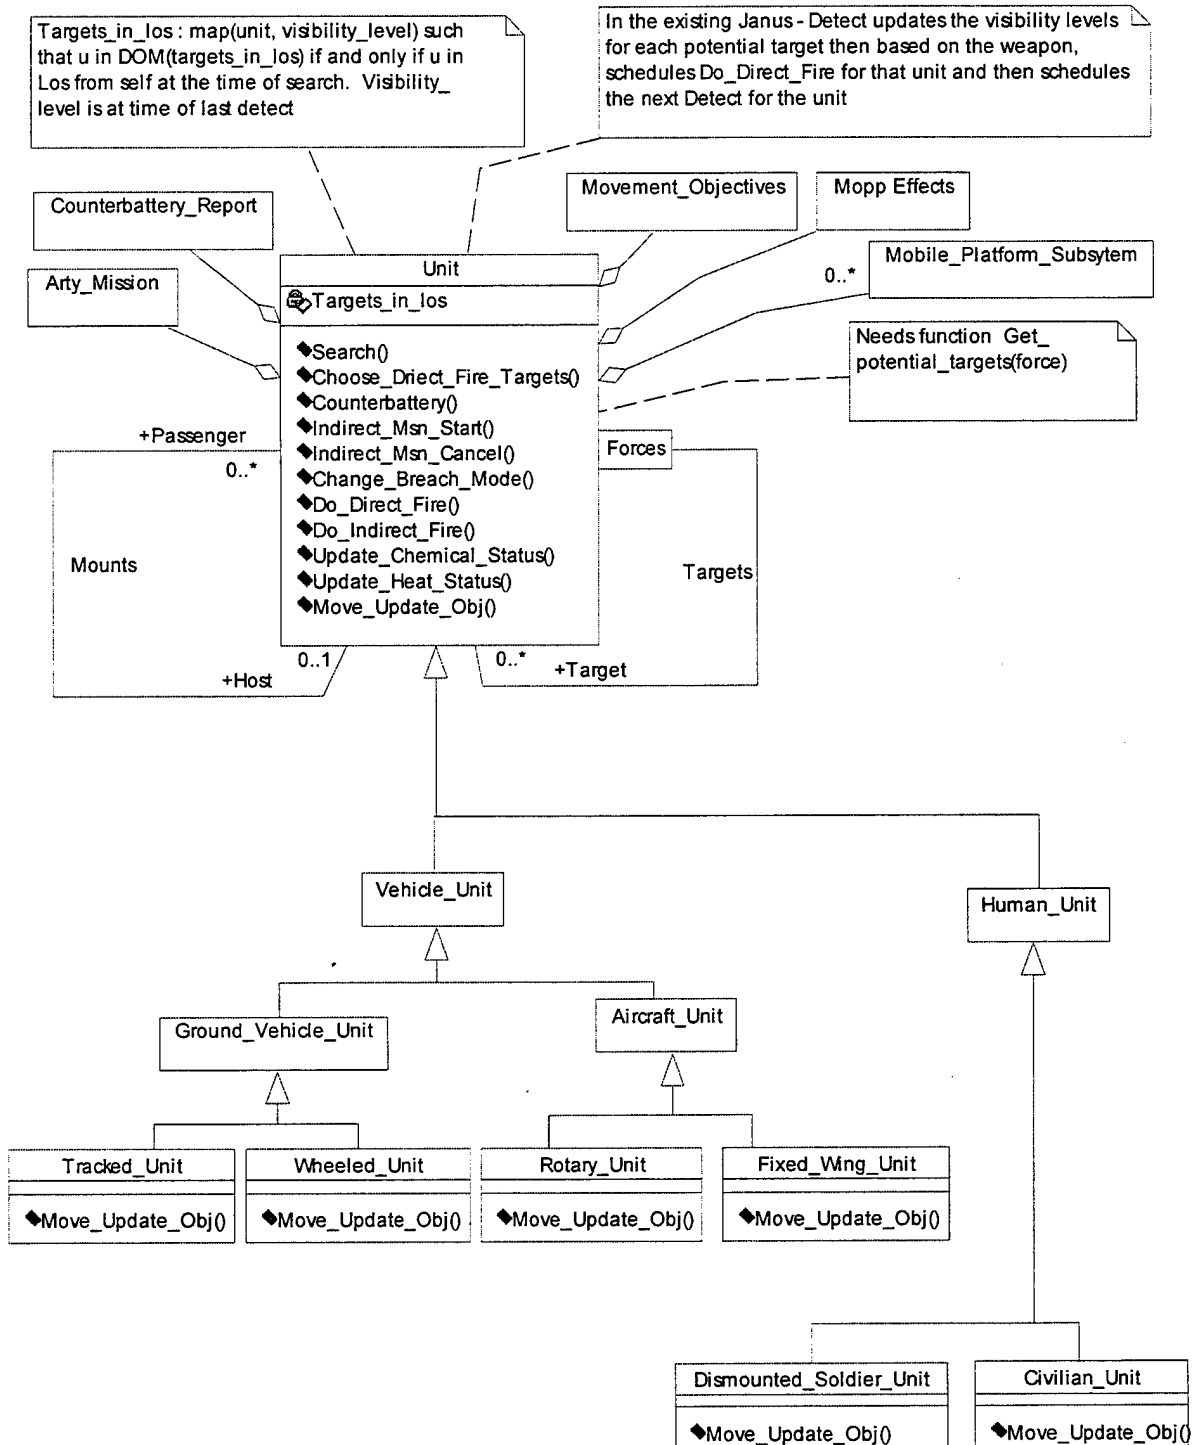 Targets_in_los : map(unit, visibility_level) such
that u in DOM(targets_in_los) if and only if u in
Los from self at the time of search.  Visibility_
level is at time of last detect
In the existing Janus - Detect updates the visibility levels
for each potential target then based on the weapon,
schedules Do_Direct_Fire for that unit and then schedules
the next Detect for the unit
Counterbattery_Report
Movement_Objectives
Mopp Effects
Arty_Mission
Unit
Targets_in_los
0..*
Mobile_Platform_Subsytem
Needs function  Get_
potential_targets(force)
Search()
Choose_Driect_Fire_Targets()
Counterbattery()
Indirect_Msn_Start()
Indirect_Msn_Cancel()
Change_Breach_Mode()
Do_Direct_Fire()
Do_Indirect_Fire()
Update_Chemical_Status()
Update_Heat_Status()
Move_Update_Obj()
+Passenger
0..*
Forces
Mounts
Targets
0..1
+Host
0..*
+Target
Vehicle_Unit
Human_Unit
Ground_Vehicle_Unit
Aircraft_Unit
Tracked_Unit
Move_Update_Obj()
Wheeled_Unit
Move_Update_Obj()
Rotary_Unit
Move_Update_Obj()
Fixed_Wing_Unit
Move_Update_Obj()
Dismounted_Soldier_Unit
Move_Update_Obj()
Civilian_Unit
Move_Update_Obj()